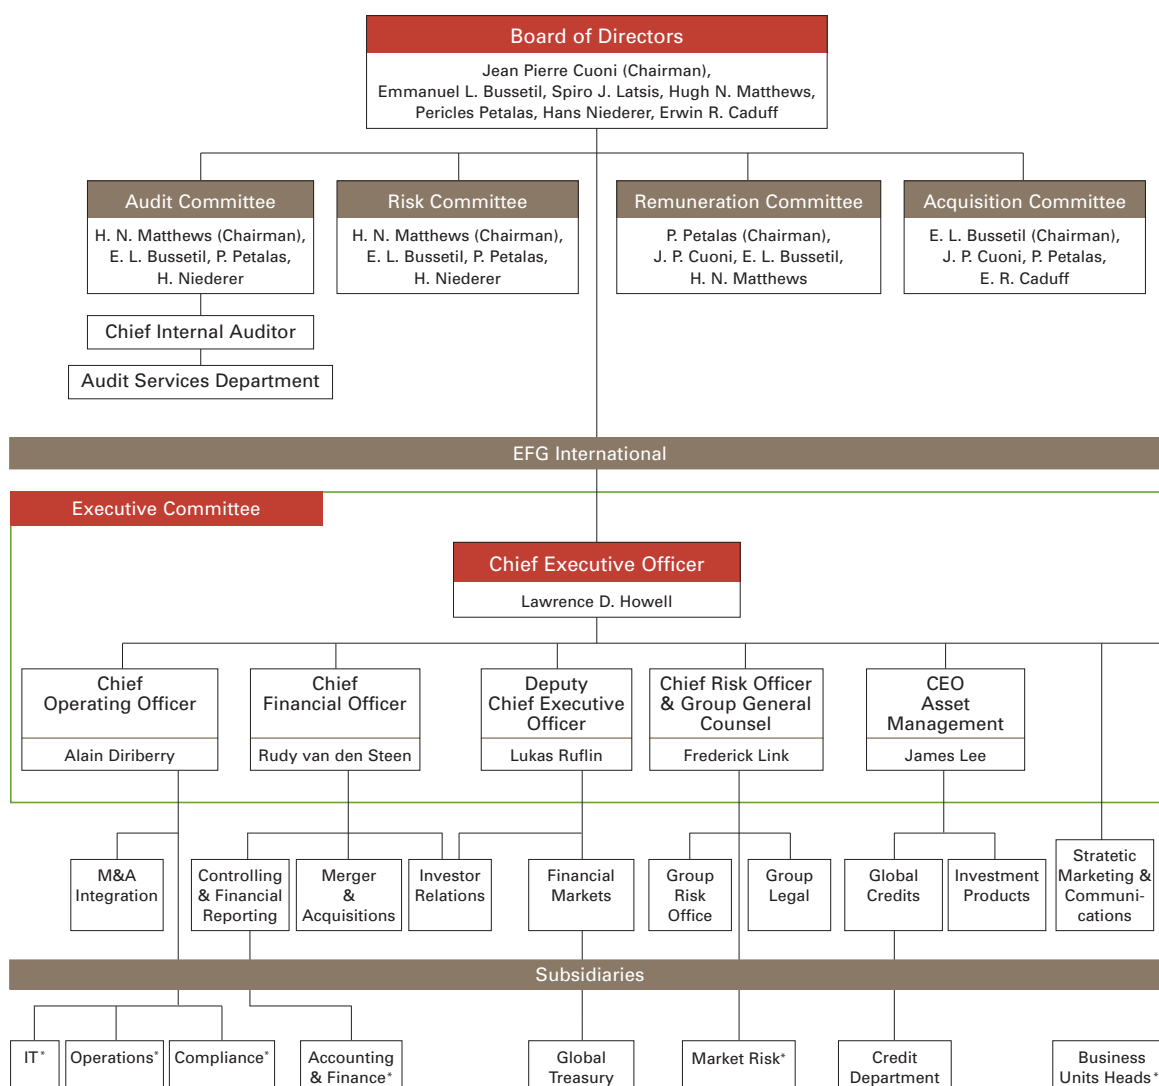 Board of Directors
Jean Pierre Cuoni (Chairman),
Emmanuel L. Bussetil, Spiro J. Latsis, Hugh N. Matthews,
Pericles Petalas, Hans Niederer, Erwin R. Caduff
Audit Committee
H. N. Matthews (Chairman),
E. L. Bussetil, P. Petalas,
H. Niederer
Risk Committee
H. N. Matthews (Chairman),
E. L. Bussetil, P. Petalas,
H. Niederer
Remuneration Committee
P. Petalas (Chairman),
J. P. Cuoni, E. L. Bussetil,
H. N. Matthews
Acquisition Committee
E. L. Bussetil (Chairman),
J. P. Cuoni, P. Petalas,
E. R. Caduff
Chief Internal Auditor
Audit Services Department
EFG International
Executive Committee
Chief Executive Officer
Lawrence D. Howell
Chief
Operating Officer
Alain Diriberry
Chief
Financial Officer
Rudy van den Steen
Deputy
Chief Executive
Officer
Lukas Ruflin
Chief Risk Officer
& Group General
Counsel
Frederick Link
CEO
Asset
Management
James Lee
M&A
Integration
Controlling
& Financial
Reporting
Merger
&
Acquisitions
Investor
Relations
Financial
Markets
Group
Risk
Office
Group
Legal
Global
Credits
Investment
Products
Stratetic
Marketing &
Communi-
cations
Subsidiaries
IT*
Operations*
Compliance*
Accounting
& Finance*
Global
Treasury
Market Risk*
Credit
Department
Business
Units Heads*